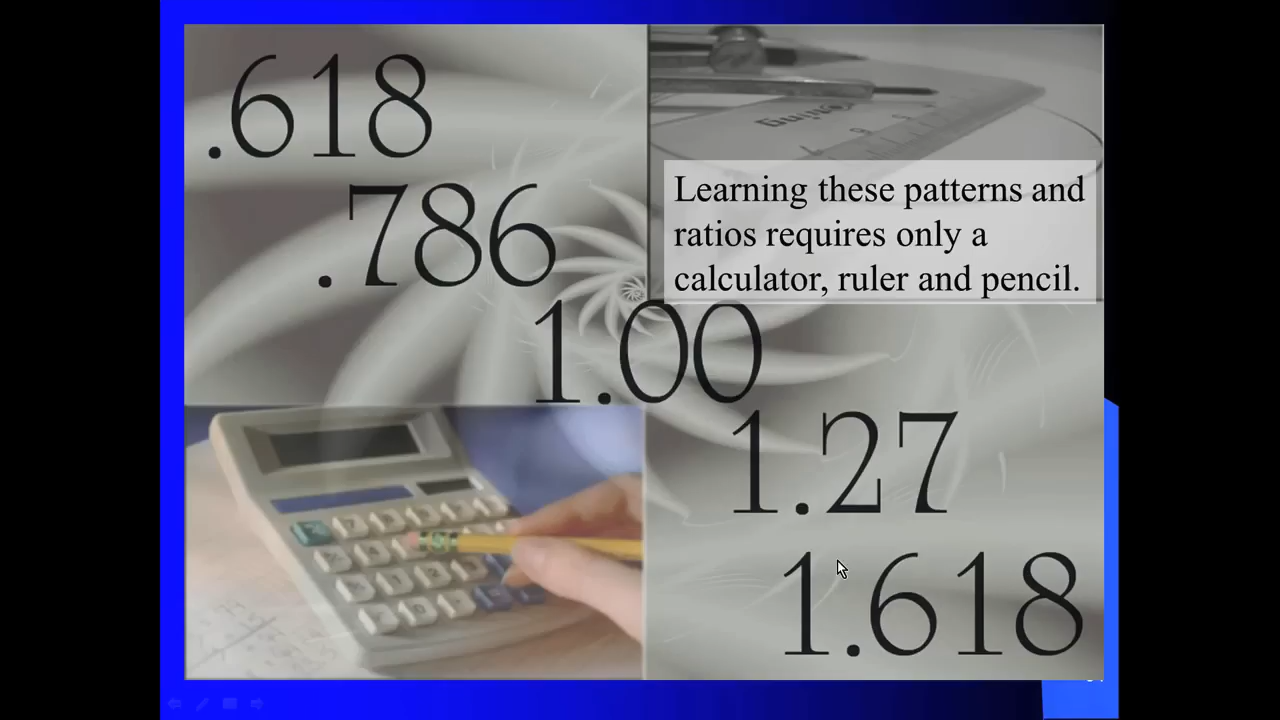 .618
.786
1.00
1.27
1.618
Learning these patterns and
ratios requires only a
calculator, ruler and pencil.